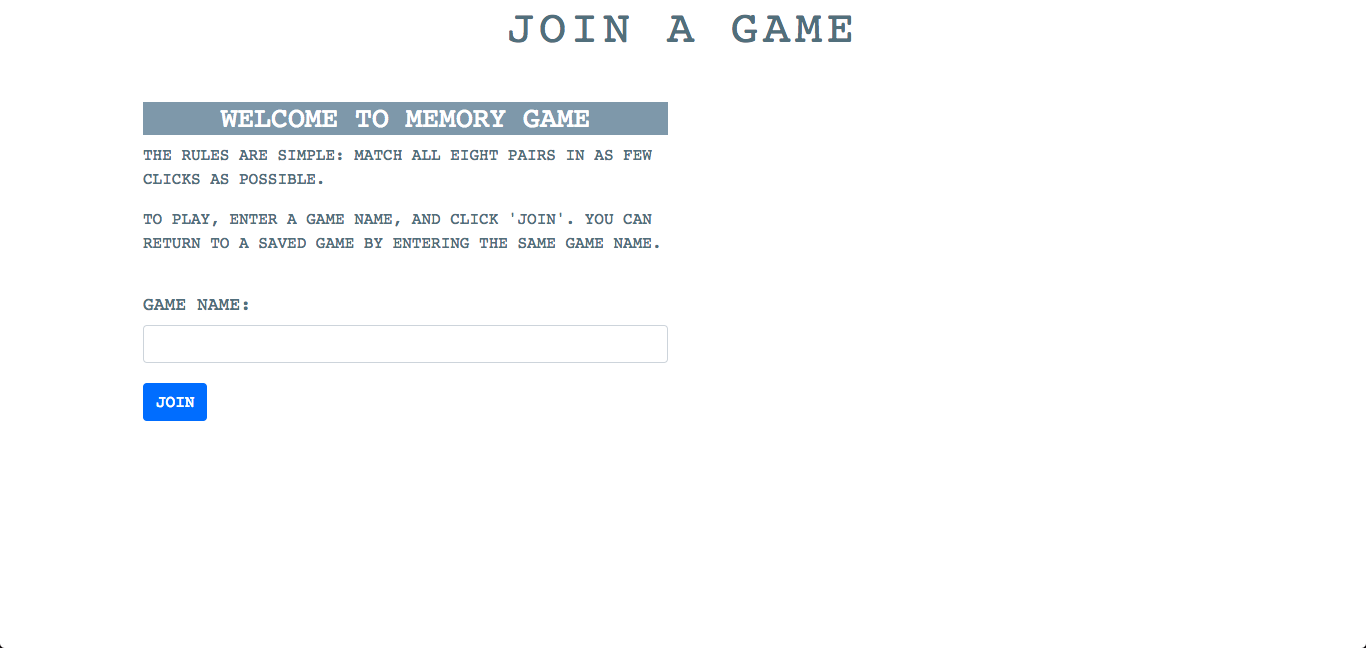 JOIN A GAME
WELCOME TO MEMORY GAME
THE RULES ARE SIMPLE: MATCH ALL EIGHT PAIRS IN AS FEW
CLICKS AS POSSIBLE.
TO PLAY, ENTER A GAME NAME, AND CLICK 'JOIN'. YOU CAN
RETURN TO A SAVED GAME BY ENTERING THE SAME GAME NAME.
GAME NAME:
JOIN